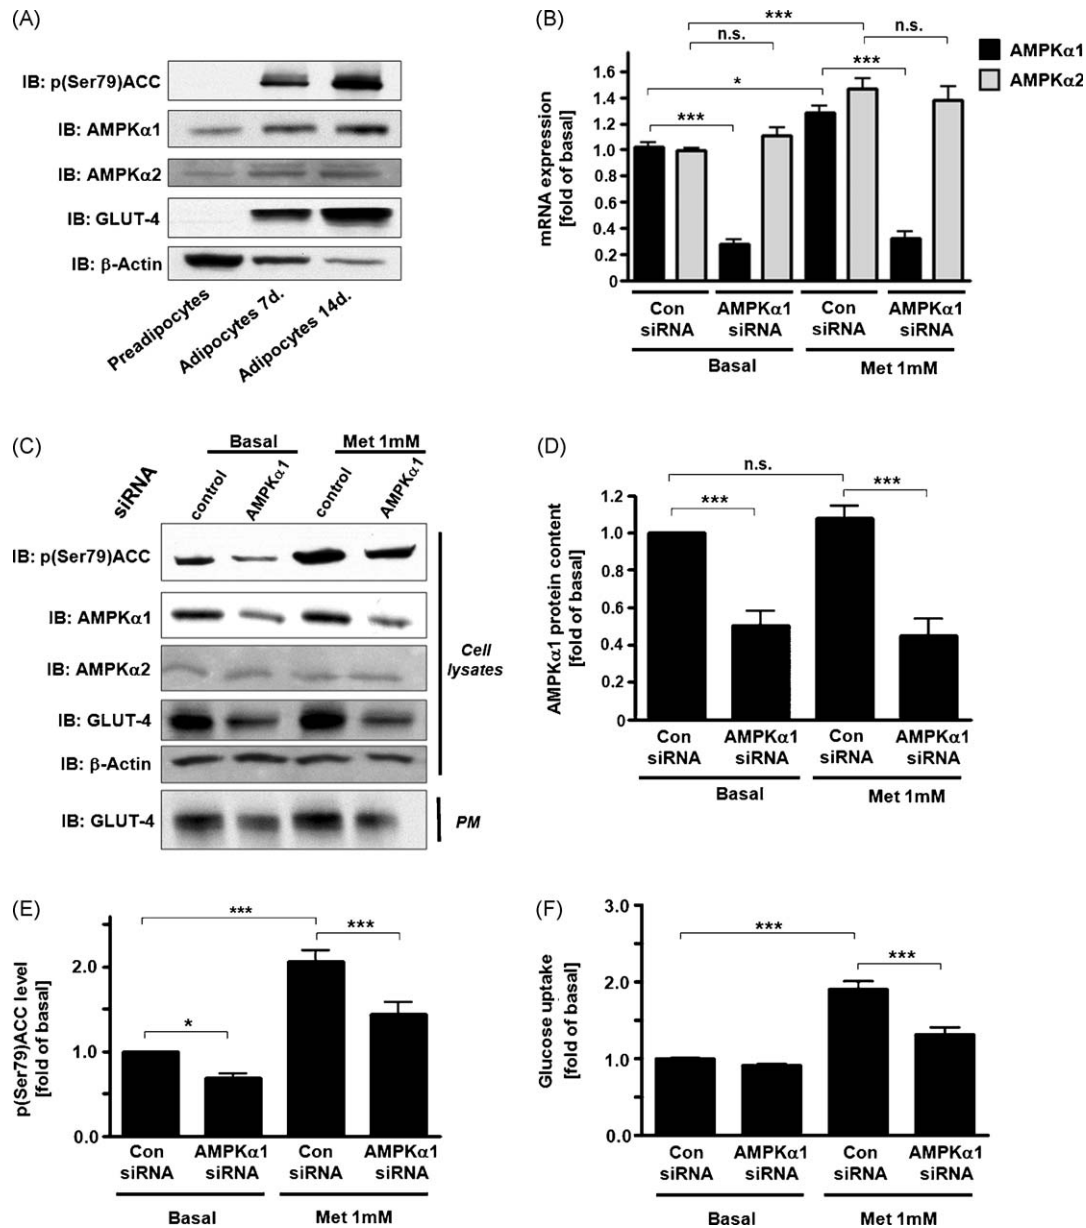 (A)
IB: p(Ser79)ACC
IB: AMPKα1
IB: AMPKα2
IB: GLUT-4
IB: β-Actin
Preadipocytes
Adipocytes 7d.
Adipocytes 14d.
(B)
AMPKα1
AMPKα2
***
n.s.
n.s.
*
***
***
mRNA expression
[fold of basal]
1.6
1.4
1.2
1.0
0.8
0.6
0.4
0.2
0
Con
siRNA
AMPKα1
siRNA
Con
siRNA
AMPKα1
siRNA
Basal
Met 1mM
(C)
Basal
Met 1mM
siRNA
control
AMPKα1
control
AMPKα1
IB: p(Ser79)ACC
IB: AMPKα1
IB: AMPKα2
IB: GLUT-4
IB: β-Actin
IB: GLUT-4
Cell
lysates
PM
(D)
n.s.
***
***
AMPKα1 protein content
[fold of basal]
1.2
1.0
0.6
0.4
0.2
0
Con
siRNA
AMPKα1
siRNA
Con
siRNA
AMPKα1
siRNA
Basal
Met 1mM
(E)
***
***
*
p(Ser79)ACC level
[fold of basal]
2.0
1.0
0.0
Con
siRNA
AMPKα1
siRNA
Con
siRNA
AMPKα1
siRNA
Basal
Met 1mM
(F)
***
***
Glucose uptake
[fold of basal]
3.0
2.0
1.0
0.0
Con
siRNA
AMPKα1
siRNA
Con
siRNA
AMPKα1
siRNA
Basal
Met 1mM